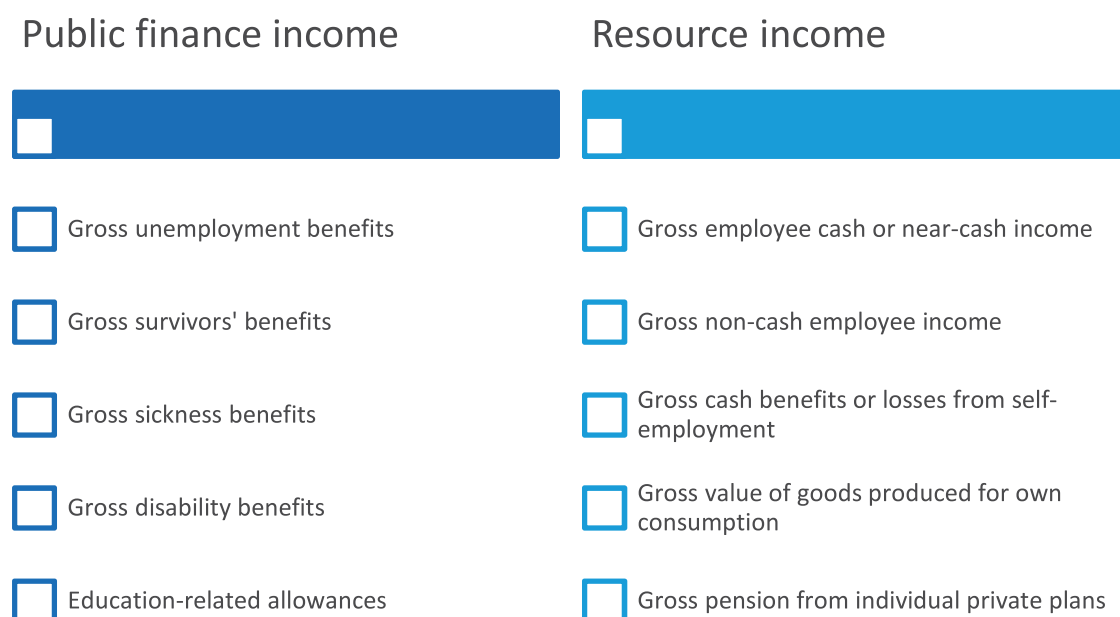 Public finance income
Gross unemployment benefits
Gross survivors' benefits
Gross sickness benefits
Gross disability benefits
Education-related allowances
Resource income
Gross employee cash or near-cash income
Gross non-cash employee income
Gross cash benefits or losses from self-
employment
Gross value of goods produced for own
consumption
Gross pension from individual private plans